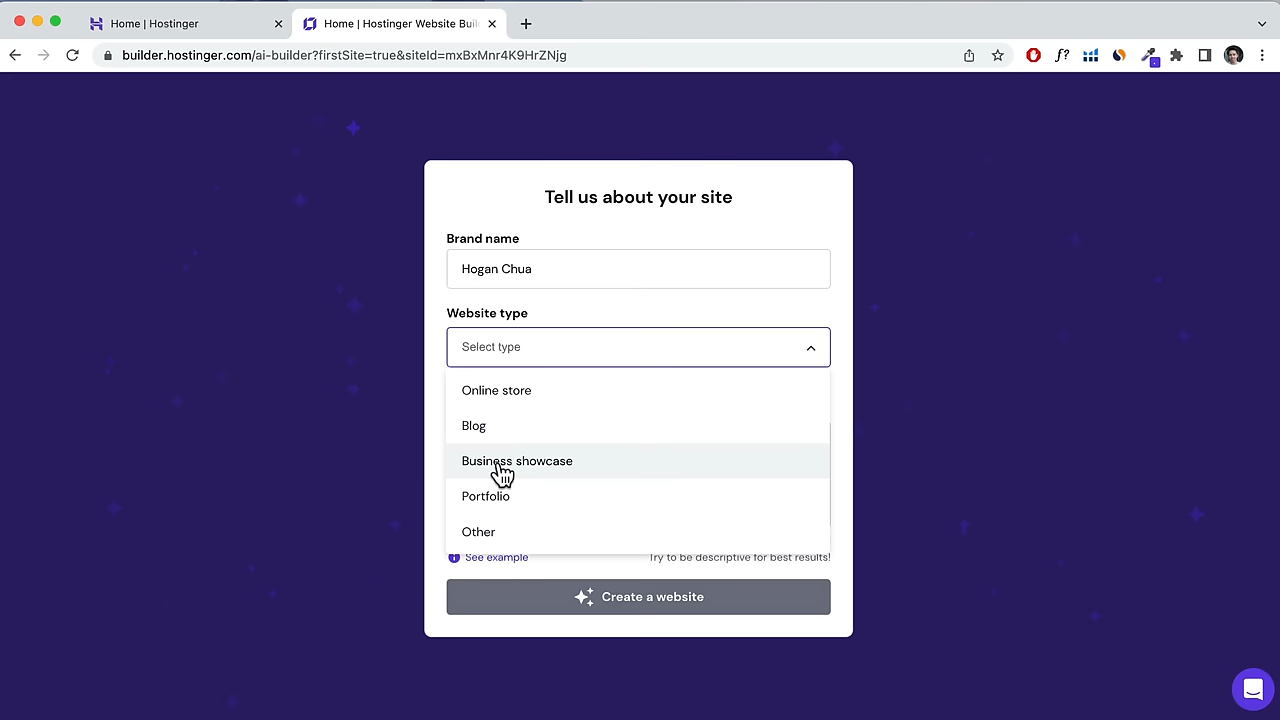 Home | Hostinger
Home | Hostinger Website Buil
builder.hostinger.com/ai-builder?firstSite=true&siteId=mxBxMnr4K9HrZNjg
f?
Tell us about your site
Brand name
Hogan Chua
Website type
Select type
Online store
Blog
Business showcase
Portfolio
Other
See example
Try to be descriptive for best results!
Create a website